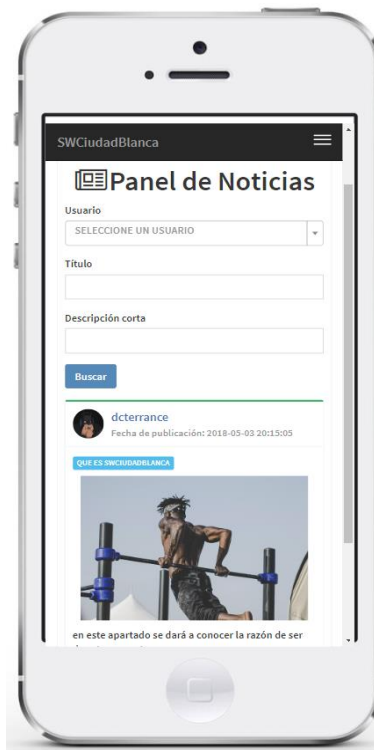 SWCiudadBlanca
Panel de Noticias
Usuario
SELECCIONE UN USUARIO
Título
Descripción corta
Buscar
dcterrance
Fecha de publicación: 2018-05-03 20:15:05
QUE ES SWCIUDADBLANCA
en este apartado se dará a conocer la razón de ser